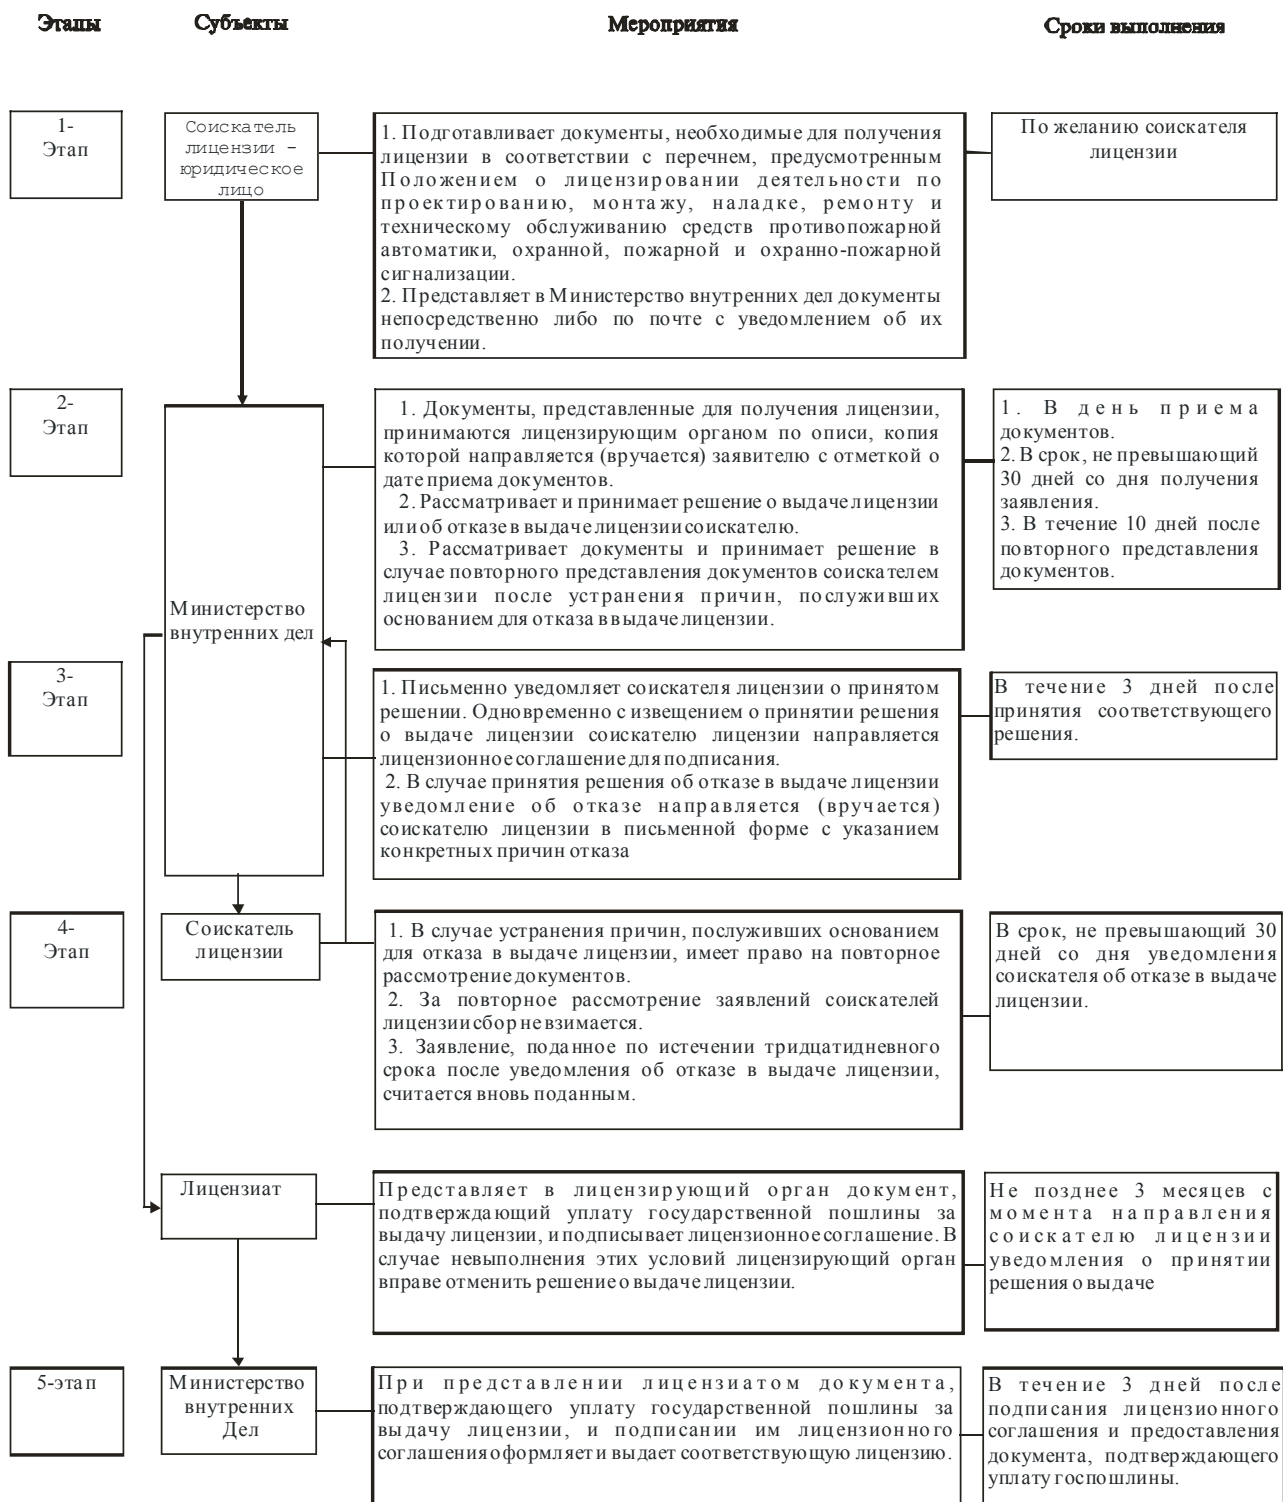 Этапы
Субъекты
Мероприятия
Сроки выполнения
1-
Этап
Соискатель
лицензии –
юридическое
лицо
1. Подготавливает документы, необходимые для получения
лицензии в соответствии с перечнем, предусмотренным
Положением о лицензировании деятельности по
проектированию, монтажу, наладке, ремонту и
техническому обслуживанию средств противопожарной
автоматики, охранной, пожарной и охранно-пожарной
сигнализации.
2. Представляет в Министерство внутренних дел документы
непосредственно либо по почте с уведомлением об их
получении.
По желанию соискателя
лицензии
2-
Этап
Министерство
внутренних дел
1. Документы, представленные для получения лицензии,
принимаются лицензирующим органом по описи, копия
которой направляется (вручается) заявителю с отметкой о
дате приема документов.
2. Рассматривает и принимает решение о выдаче лицензии
или об отказе в выдаче лицензии соискателю.
3. Рассматривает документы и принимает решение в
случае повторного представления документов соискателем
лицензии после устранения причин, послуживших
основанием для отказа в выдаче лицензии.
1. В день приема
документов.
2. В срок, не превышающий
30 дней со дня получения
заявления.
3. В течение 10 дней после
повторного представления
документов.
3-
Этап
1. Письменно уведомляет соискателя лицензии о принятом
решении. Одновременно с извещением о принятии решения
о выдаче лицензии соискателю лицензии направляется
лицензионное соглашение для подписания.
2. В случае принятия решения об отказе в выдаче лицензии
уведомление об отказе направляется (вручается)
соискателю лицензии в письменной форме с указанием
конкретных причин отказа
В течение 3 дней после
принятия соответствующего
решения.
4-
Этап
Соискатель
лицензии
1. В случае устранения причин, послуживших основанием
для отказа в выдаче лицензии, имеет право на повторное
рассмотрение документов.
2. За повторное рассмотрение заявлений соискателей
лицензии сбор не взимается.
3. Заявление, поданное по истечении тридцатидневного
срока после уведомления об отказе в выдаче лицензии,
считается вновь поданным.
В срок, не превышающий 30
дней со дня уведомления
соискателя об отказе в выдаче
лицензии.
Лицензиат
Представляет в лицензирующий орган документ,
подтверждающий уплату государственной пошлины за
выдачу лицензии, и подписывает лицензионное соглашение. В
случае невыполнения этих условий лицензирующий орган
вправе отменить решение о выдаче лицензии.
Не позднее 3 месяцев с
момента направления
соискателю лицензии
уведомления о принятии
решения о выдаче
5-этап
Министерство
внутренних
Дел
При представлении лицензиатом документа,
подтверждающего уплату государственной пошлины за
выдачу лицензии, и подписании им лицензионного
соглашения оформляет и выдает соответствующую лицензию.
В течение 3 дней после
подписания лицензионного
соглашения и предоставления
документа, подтверждающего
уплату госпошлины.